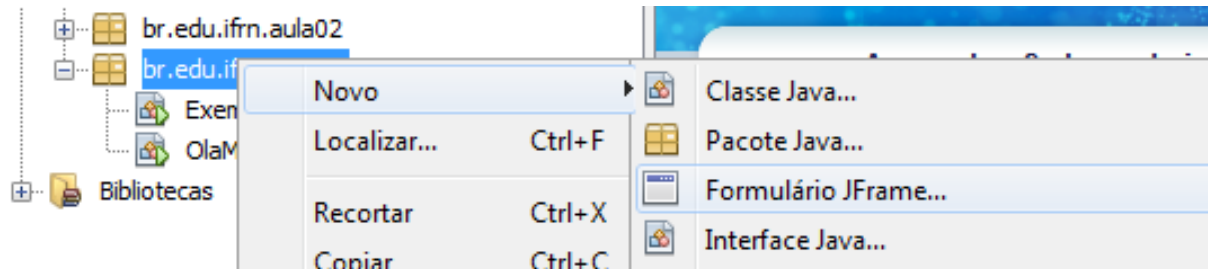 br.edu.ifrn.aula02
br.edu.if
Exem
OlaM
Bibliotecas
Novo
Localizar... Ctrl+F
Recortar Ctrl+X
Copiar Ctrl+C
Classe Java...
Pacote Java...
Formulário JFrame...
Interface Java...